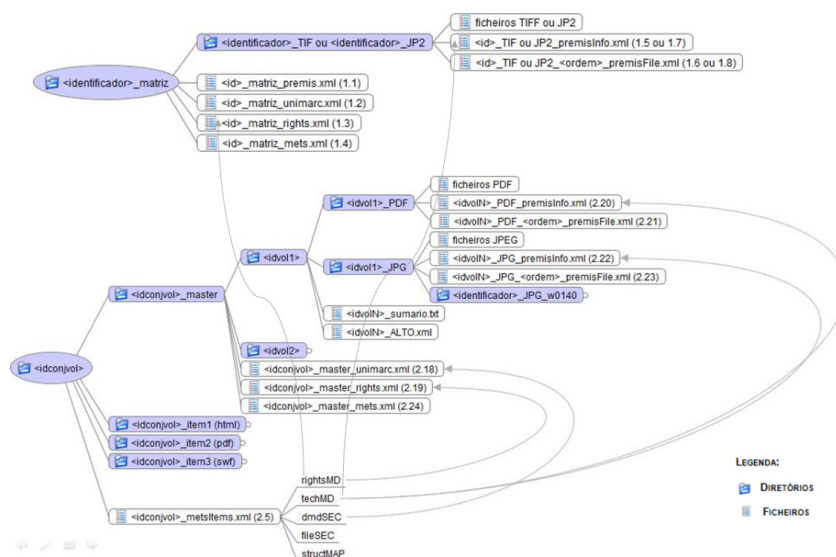 <identificador>_matriz
<identificador>_TIF ou <identificador>_JP2
ficheiros TIFF ou JP2
<id>_TIF ou JP2_premisInfo.xml (1.5 ou 1.7)
<id>_TIF ou JP2_<ordem>_premisFile.xml (1.6 ou 1.8)
<id>_matriz_premis.xml (1.1)
<id>_matriz_unimarc.xml (1.2)
<id>_matriz_rights.xml (1.3)
<id>_matriz_mets.xml (1.4)
<idconjvol>
<idconjvol>_master
<idvol1>
<idvol1>_PDF
ficheiros PDF
<idvolN>_PDF_premisInfo.xml (2.20)
<idvolN>_PDF_<ordem>_premisFile.xml (2.21)
<idvol1>_JPG
ficheiros JPEG
<idvolN>_JPG_premisInfo.xml (2.22)
<idvolN>_JPG_<ordem>_premisFile.xml (2.23)
<identificador>_JPG_w0140
<idvolN>_sumario.txt
<idvolN>_ALTO.xml
<idvol2>
<idconjvol>_master_unimarc.xml (2.18)
<idconjvol>_master_rights.xml (2.19)
<idconjvol>_master_mets.xml (2.24)
<idconjvol>_item1 (html)
<idconjvol>_item2 (pdf)
<idconjvol>_item3 (swf)
<idconjvol>_metsItems.xml (2.5)
rightsMD
techMD
dmdSEC
fileSEC
structMAP
LEGENDA:
DIRETÓRIOS
FICHEIROS